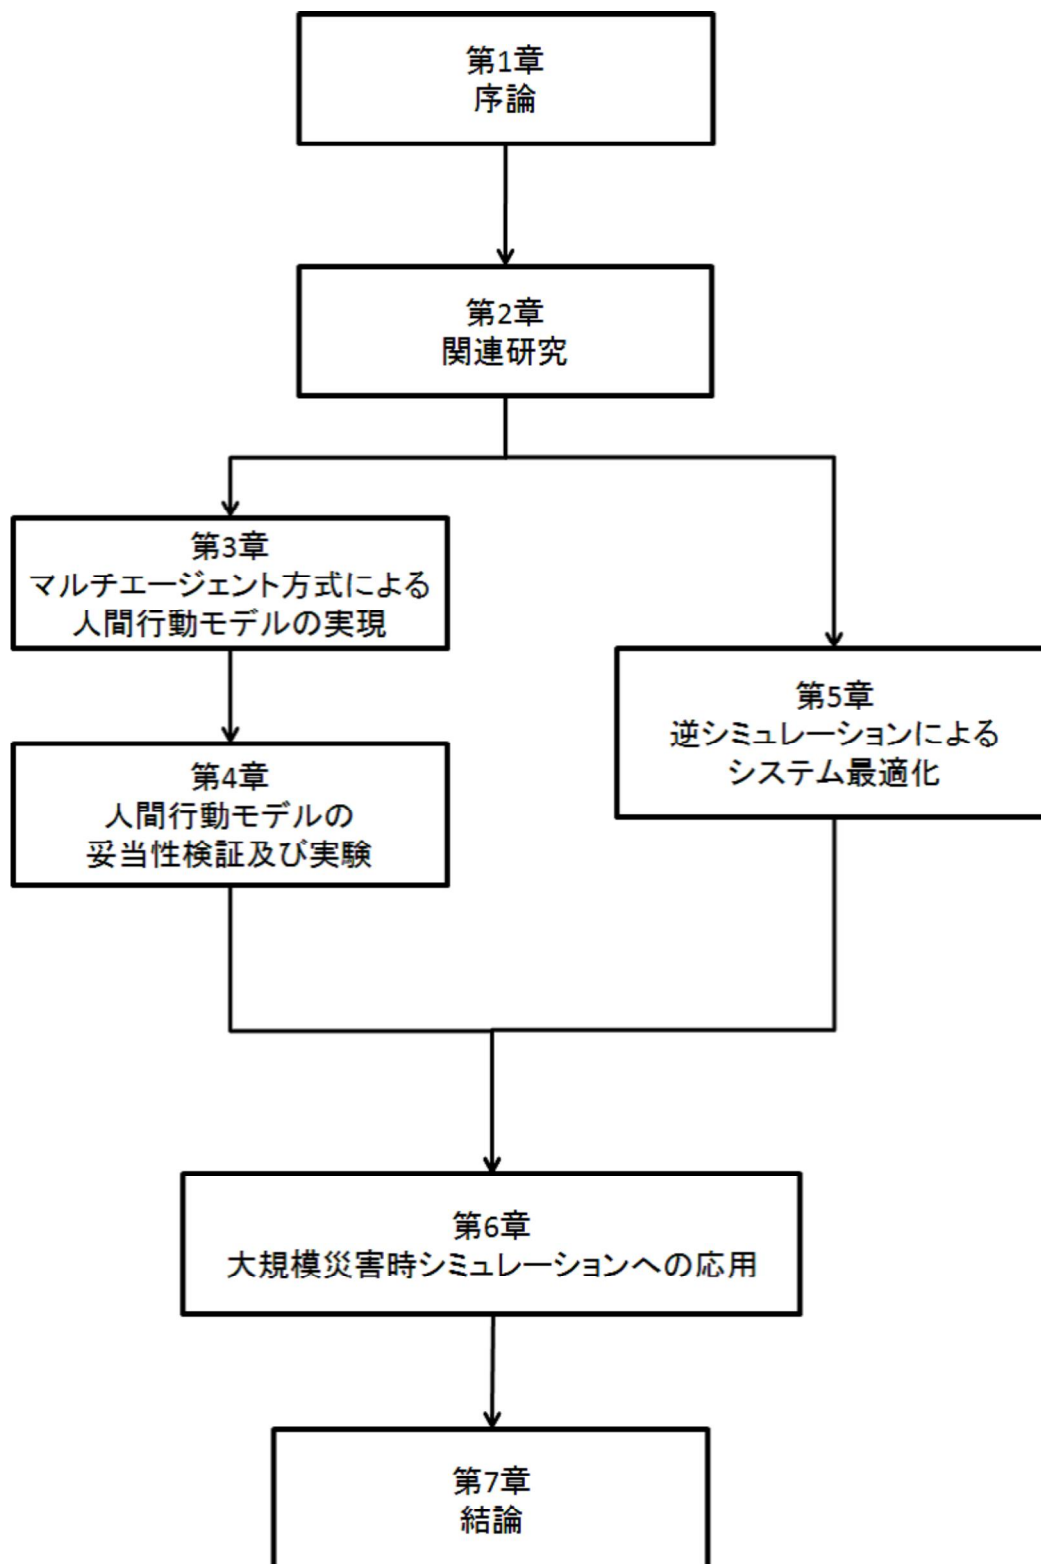 第1章
序論
第2章
関連研究
第3章
マルチエージェント方式による
人間行動モデルの実現
第4章
人間行動モデルの
妥当性検証及び実験
第5章
逆シミュレーションによる
システム最適化
第6章
大規模災害時シミュレーションへの応用
第7章
結論